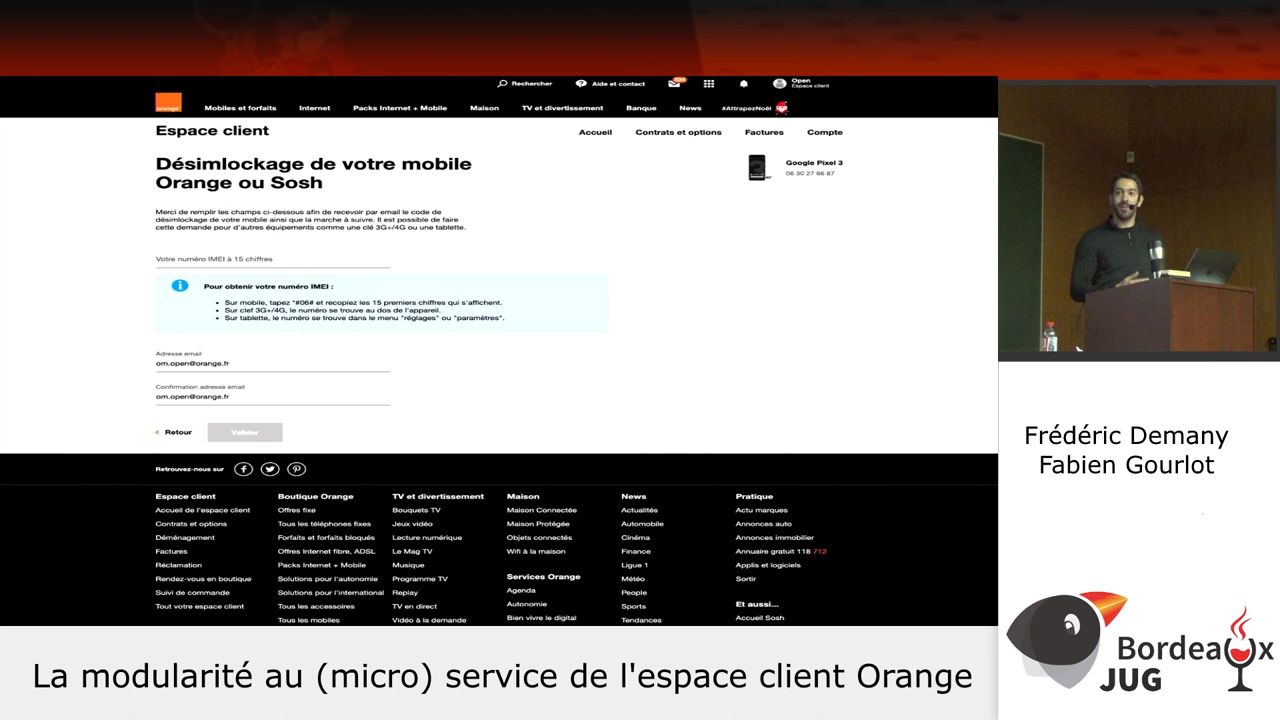 Rechercher
Aide et contact
Open
Espace client
orange
Mobiles et forfaits
Internet
Packs Internet + Mobile
Maison
TV et divertissement
Banque
News
#AttrapezNoël
Espace client
Accueil
Contrats et options
Factures
Compte
Désimlockage de votre mobile
Orange ou Sosh
Google Pixel 3
06 30 27 66 87
Merci de remplir les champs ci-dessous afin de recevoir par email le code de
désimlockage de votre mobile ainsi que la marche à suivre. Il est possible de faire
cette demande pour d'autres équipements comme une clé 3G+/4G ou une tablette.
Votre numéro IMEI à 15 chiffres
Pour obtenir votre numéro IMEI :
• Sur mobile, tapez *#06# et recopiez les 15 premiers chiffres qui s'affichent.
• Sur clef 3G+/4G, le numéro se trouve au dos de l'appareil.
• Sur tablette, le numéro se trouve dans le menu "réglages" ou "paramètres".
Adresse email
om.open@orange.fr
Confirmation adresse email
om.open@orange.fr
< Retour
Valider
Retrouvez-nous sur
Espace client
Accueil de l'espace client
Contrats et options
Déménagement
Factures
Réclamation
Rendez-vous en boutique
Suivi de commande
Tout votre espace client
Boutique Orange
Offres fixe
Tous les téléphones fixes
Forfaits et forfaits bloqués
Offres Internet fibre, ADSL
Packs Internet + Mobile
Solutions pour l'autonomie
Solutions pour l'international
Tous les accessoires
Tous les mobiles
TV et divertissement
Bouquets TV
Jeux vidéo
Lecture numérique
Le Mag TV
Musique
Programme TV
Replay
TV en direct
Vidéo à la demande
Maison
Maison Connectée
Maison Protégée
Objets connectés
Wifi à la maison
Services Orange
Agenda
Autonomie
Bien vivre le digital
News
Actualités
Automobile
Cinéma
Finance
Ligue 1
Météo
People
Sports
Tendances
Pratique
Actu marques
Annonces auto
Annonces immobilier
Annuaire gratuit 118 712
Applis et logiciels
Sortir
Et aussi...
Accueil Sosh
Frédéric Demany
Fabien Gourlot
Bordeaux
JUG
La modularité au (micro) service de l'espace client Orange